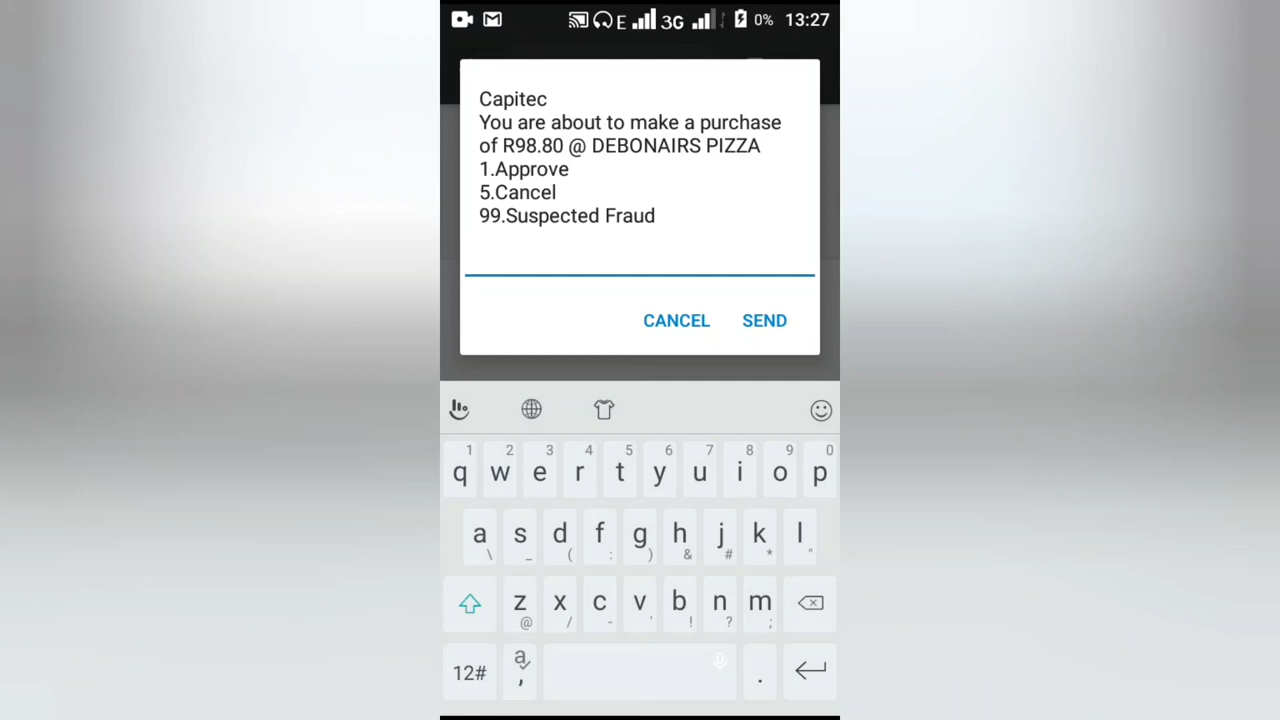 E 3G 0% 13:27
Capitec
You are about to make a purchase
of R98.80 @ DEBONAIRS PIZZA
1.Approve
5.Cancel
99.Suspected Fraud
CANCEL SEND
1 2 3 4 5 6 7 8 9 0
q w e r t y u i o p
a s d f g h j k l
\ _ ( : ) & # * "
z x c v b n m
@ / - ' ! ? ;
12# a , .